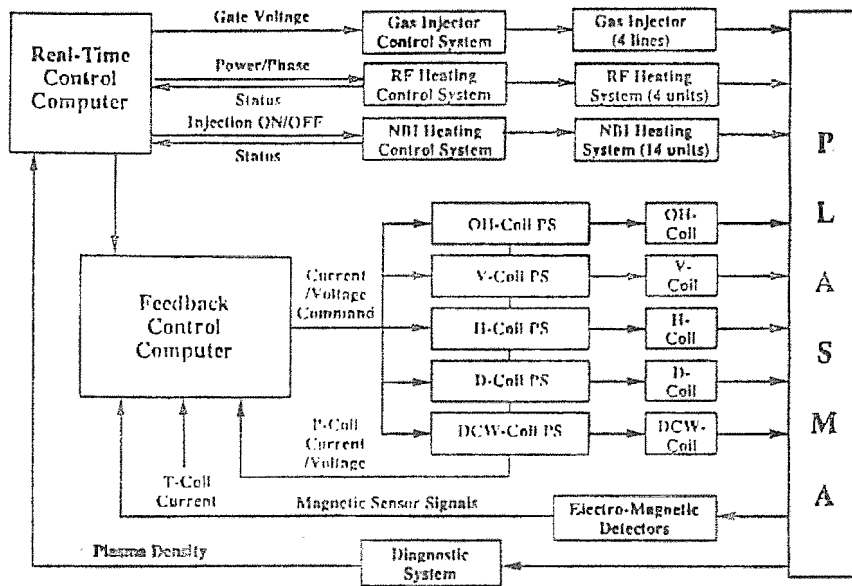 Gate Voltage
Gas Injector
Control System
Gas Injector
(4 lines)
Real-Time
Control
Computer
Power/Phase
Status
RF Heating
Control System
RF Heating
System (4 units)
Injection ON/OFF
Status
NBI Heating
Control System
NBI Heating
System (14 units)
PLASMA
Feedback
Control
Computer
Current
/Voltage
Command
OH-Coil PS
OH-
Coil
V-Coil PS
V-
Coil
H-Coil PS
H-
Coil
D-Coil PS
D-
Coil
DCW-Coil PS
DCW-
Coil
P-Coil
Current
/Voltage
T-Coil
Current
Magnetic Sensor Signals
Electro-Magnetic
Detectors
Plasma Density
Diagnostic
System